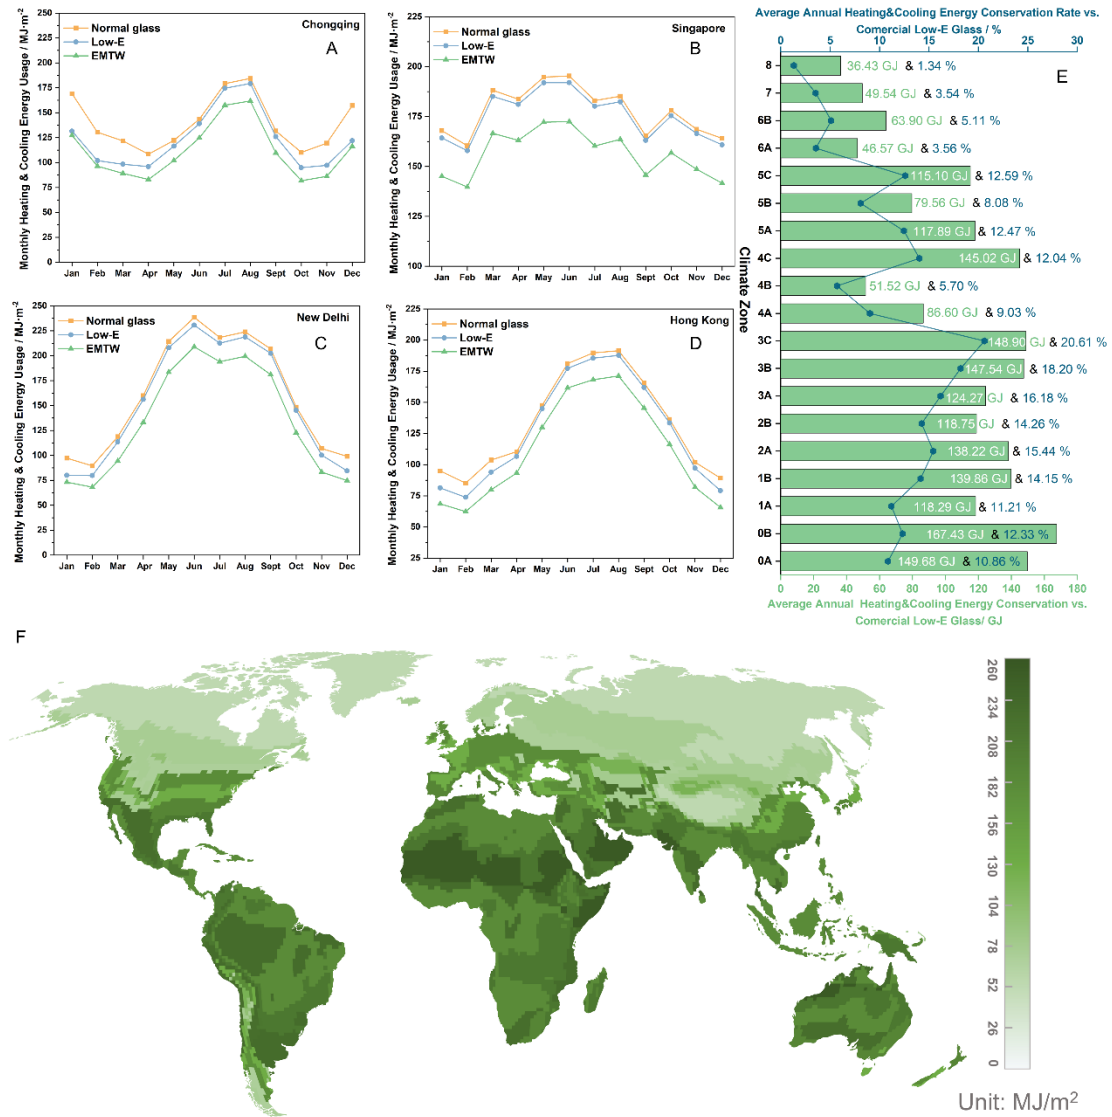 Chongqing
A
Normal glass
Low-E
EMTW
Monthly Heating & Cooling Energy Usage / MJ·m⁻²
250
225
200
175
150
125
100
75
50
25
0
Jan Feb Mar Apr May Jun Jul Aug Sept Oct Nov Dec
Singapore
B
Normal glass
Low-E
EMTW
Monthly Heating & Cooling Energy Usage / MJ·m⁻²
225
200
175
150
125
100
Jan Feb Mar Apr May Jun Jul Aug Sept Oct Nov Dec
New Delhi
C
Normal glass
Low-E
EMTW
Monthly Heating & Cooling Energy Usage / MJ·m⁻²
250
225
200
175
150
125
100
75
50
25
0
Jan Feb Mar Apr May Jun Jul Aug Sept Oct Nov Dec
Hong Kong
D
Normal glass
Low-E
EMTW
Monthly Heating & Cooling Energy Usage / MJ·m⁻²
225
200
175
150
125
100
75
50
25
Jan Feb Mar Apr May Jun Jul Aug Sept Oct Nov Dec
Average Annual Heating&Cooling Energy Conservation Rate vs.
Comercial Low-E Glass / %
0 5 10 15 20 25 30
E
Climate Zone
8 36.43 GJ & 1.34 %
7 49.54 GJ & 3.54 %
6B 63.90 GJ & 5.11 %
6A 46.57 GJ & 3.56 %
5C 115.10 GJ & 12.59 %
5B 79.56 GJ & 8.08 %
5A 117.89 GJ & 12.47 %
4C 145.02 GJ & 12.04 %
4B 51.52 GJ & 5.70 %
4A 86.60 GJ & 9.03 %
3C 148.90 GJ & 20.61 %
3B 147.54 GJ & 18.20 %
3A 124.27 GJ & 16.18 %
2B 118.75 GJ & 14.26 %
2A 138.22 GJ & 15.44 %
1B 139.86 GJ & 14.15 %
1A 118.29 GJ & 11.21 %
0B 167.43 GJ & 12.33 %
0A 149.68 GJ & 10.86 %
0 20 40 60 80 100 120 140 160 180
Average Annual Heating&Cooling Energy Conservation vs.
Comercial Low-E Glass/ GJ
F
260
234
208
182
156
130
104
78
52
26
0
Unit: MJ/m²